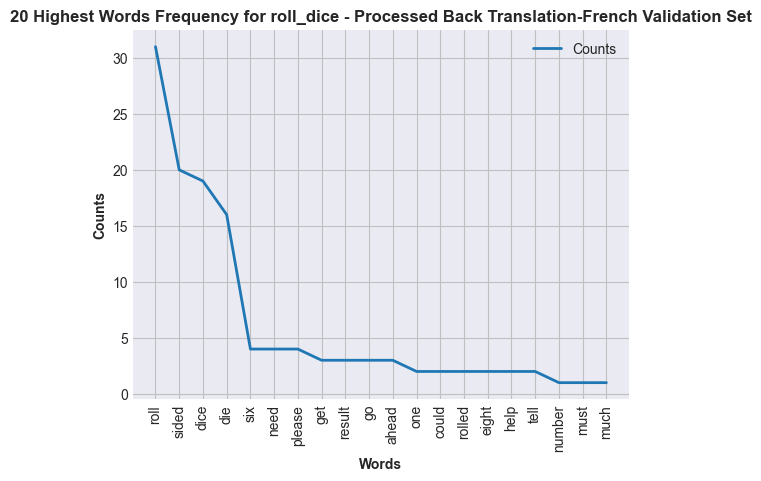 20 Highest Words Frequency for roll_dice - Processed Back Translation-French Validation Set
Counts
30
25
20
15
10
5
0
Counts
roll
sided
dice
die
six
need
please
get
result
go
ahead
one
could
rolled
eight
help
tell
number
must
much
Words